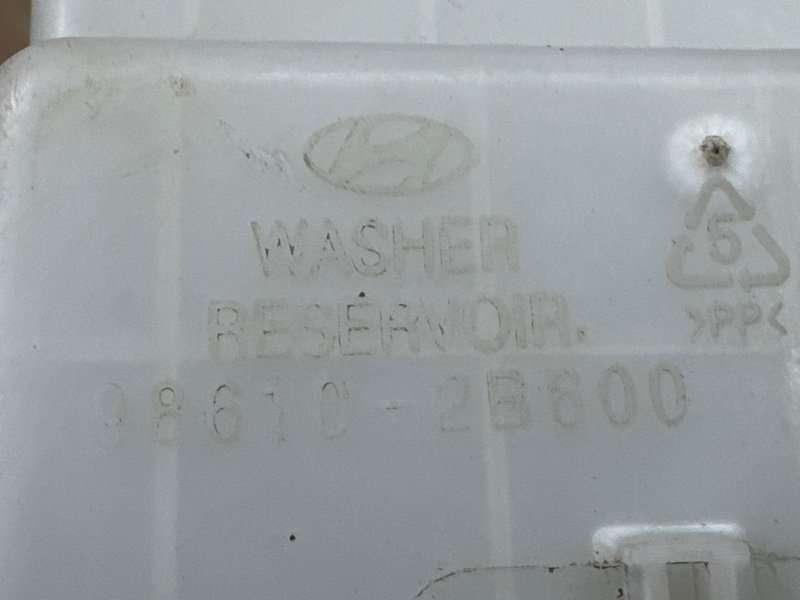 WASHER
RESERVOIR.
98610-2B600
5
>PP<